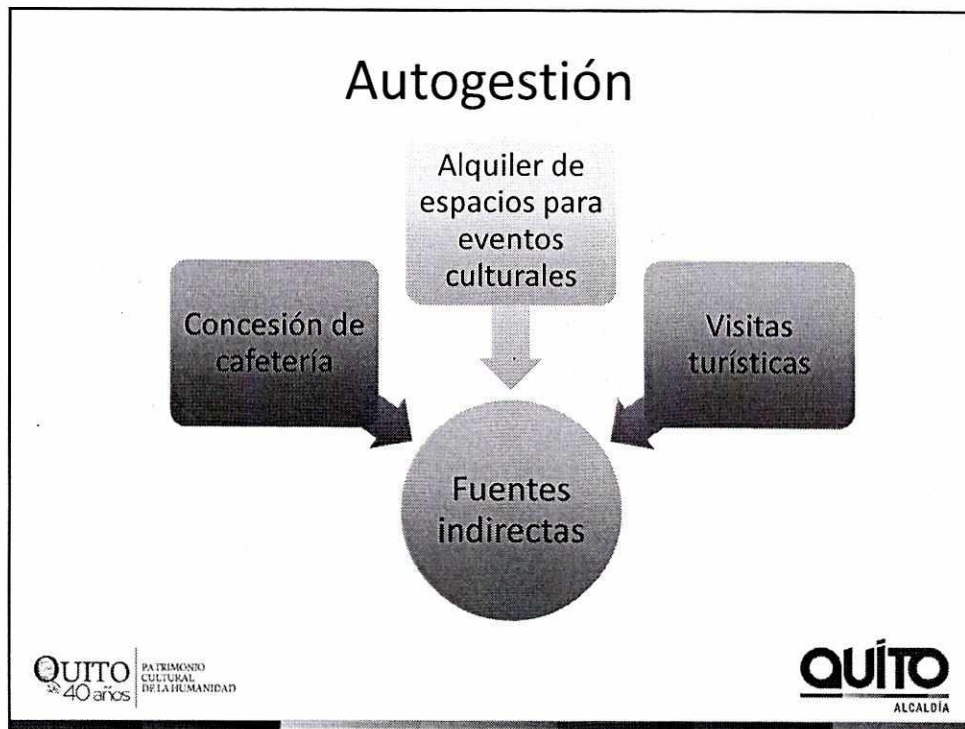 Autogestión
Alquiler de
espacios para
eventos
culturales
Concesión de
cafetería
Visitas
turísticas
Fuentes
indirectas
QUITO
40 años
PATRIMONIO
CULTURAL
DE LA HUMANIDAD
QUITO
ALCALDÍA